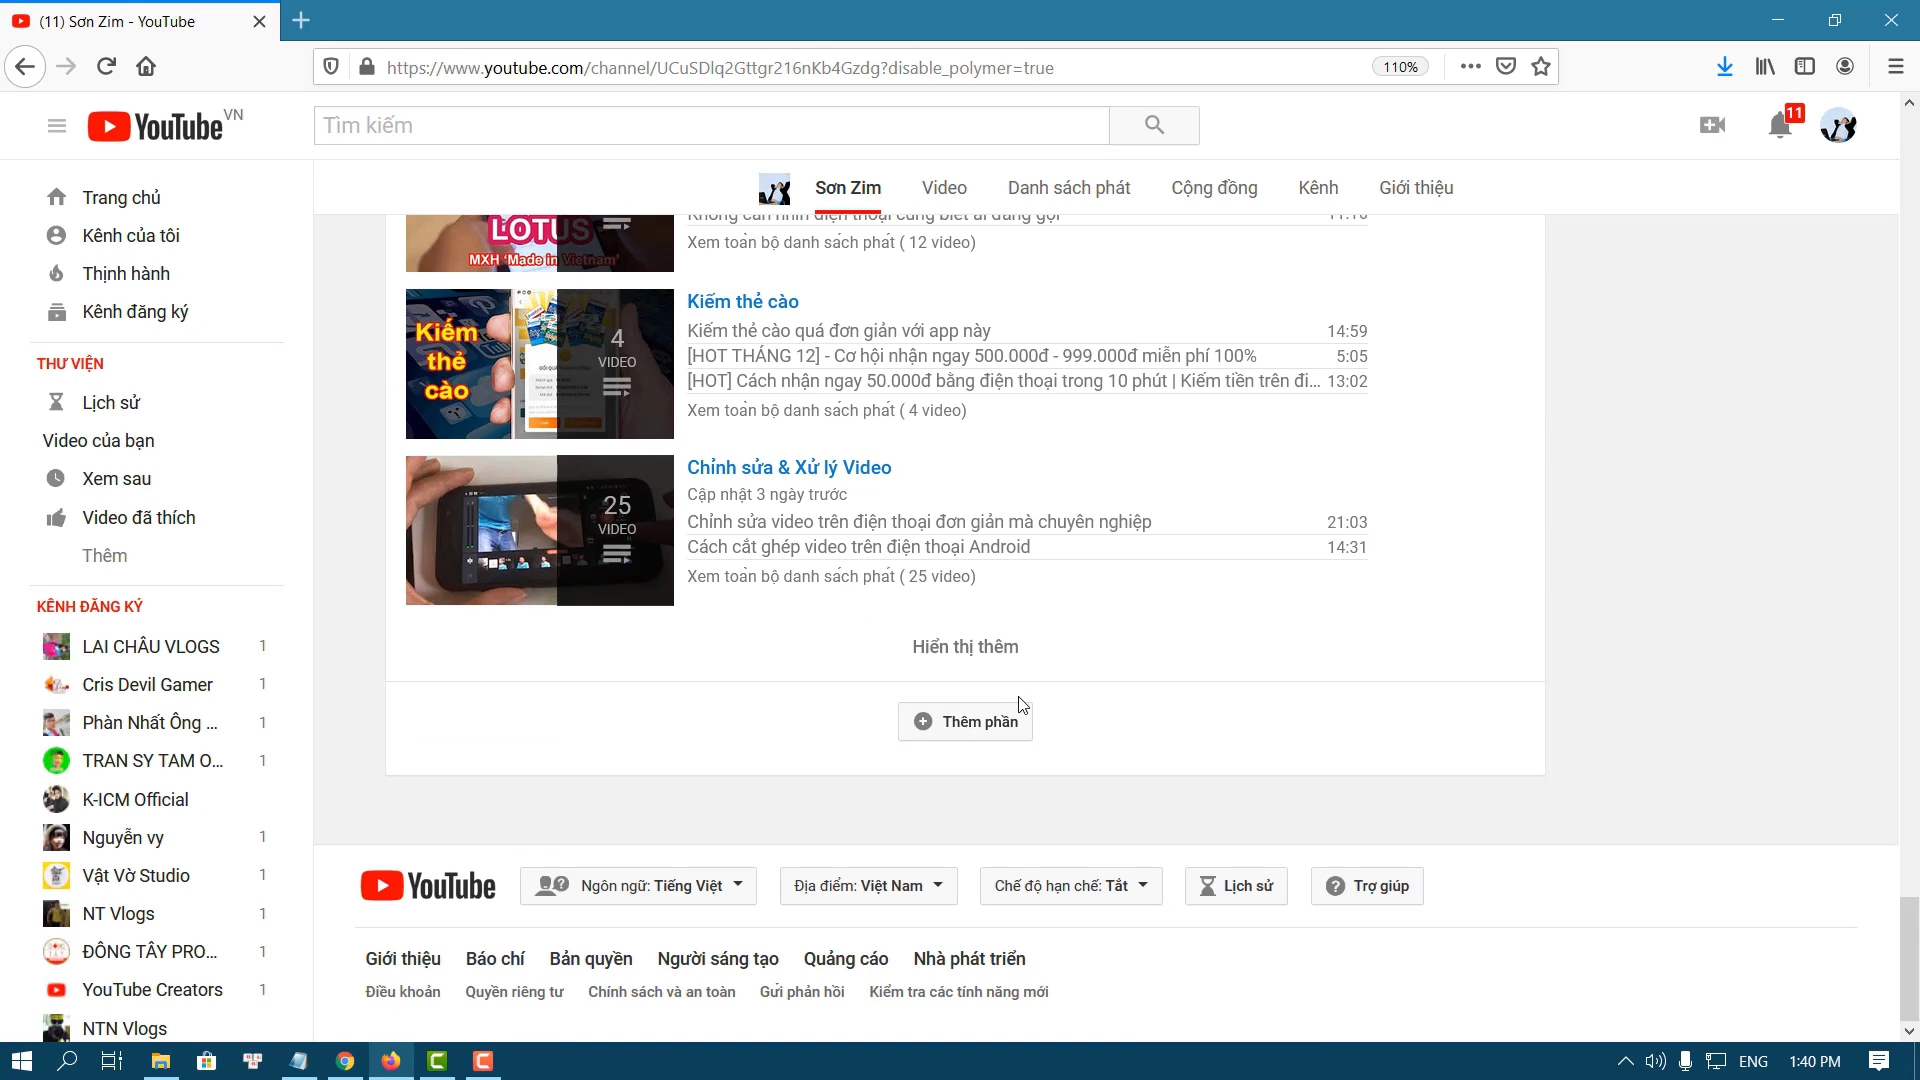 (11) Sơn Zim - YouTube
https://www.youtube.com/channel/UCuSDlq2Gttgr216nKb4Gzdg?disable_polymer=true
110%
YouTube VN
Tìm kiếm
11
Sơn Zim
Video
Danh sách phát
Cộng đồng
Kênh
Giới thiệu
Trang chủ
Kênh của tôi
Thịnh hành
Kênh đăng ký
THƯ VIỆN
Lịch sử
Video của bạn
Xem sau
Video đã thích
Thêm
KÊNH ĐĂNG KÝ
LAI CHÂU VLOGS 1
Cris Devil Gamer 1
Phàn Nhất Ông ... 1
TRAN SY TAM O... 1
K-ICM Official
Nguyễn vy 1
Vật Vờ Studio 1
NT Vlogs 1
ĐÔNG TÂY PRO... 1
YouTube Creators 1
NTN Vlogs
LOTUS
MXH 'Made in Vietnam'
Không cần nhìn điện thoại cũng biết ai đang gọi
Xem toàn bộ danh sách phát ( 12 video)
Kiếm thẻ cào
4
VIDEO
Kiếm thẻ cào
Kiếm thẻ cào quá đơn giản với app này 14:59
[HOT THÁNG 12] - Cơ hội nhận ngay 500.000đ - 999.000đ miễn phí 100% 5:05
[HOT] Cách nhận ngay 50.000đ bằng điện thoại trong 10 phút | Kiếm tiền trên đi... 13:02
Xem toàn bộ danh sách phát ( 4 video)
25
VIDEO
Chỉnh sửa & Xử lý Video
Cập nhật 3 ngày trước
Chỉnh sửa video trên điện thoại đơn giản mà chuyên nghiệp 21:03
Cách cắt ghép video trên điện thoại Android 14:31
Xem toàn bộ danh sách phát ( 25 video)
Hiển thị thêm
Thêm phần
YouTube
Ngôn ngữ: Tiếng Việt
Địa điểm: Việt Nam
Chế độ hạn chế: Tắt
Lịch sử
Trợ giúp
Giới thiệu Báo chí Bản quyền Người sáng tạo Quảng cáo Nhà phát triển
Điều khoản Quyền riêng tư Chính sách và an toàn Gửi phản hồi Kiểm tra các tính năng mới
ENG 1:40 PM